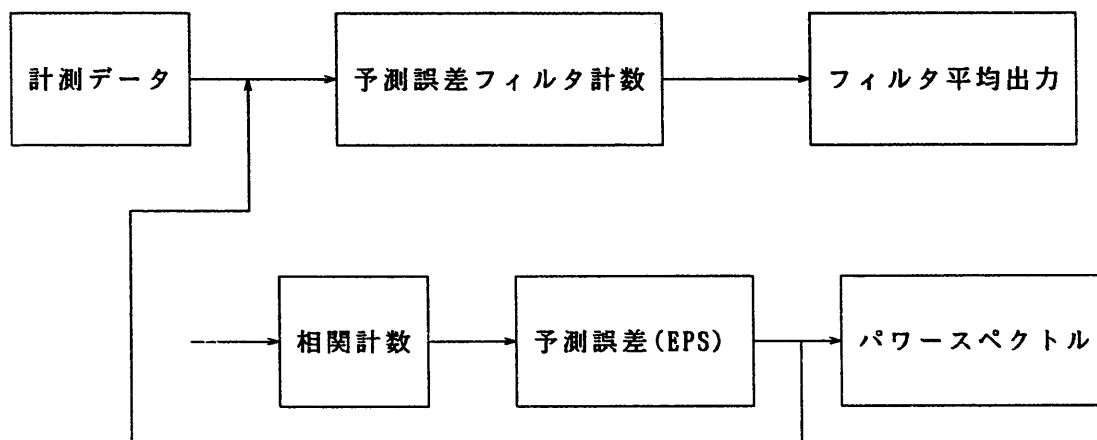 計測データ
予測誤差フィルタ計数
フィルタ平均出力
相関計数
予測誤差(EPS)
パワースペクトル